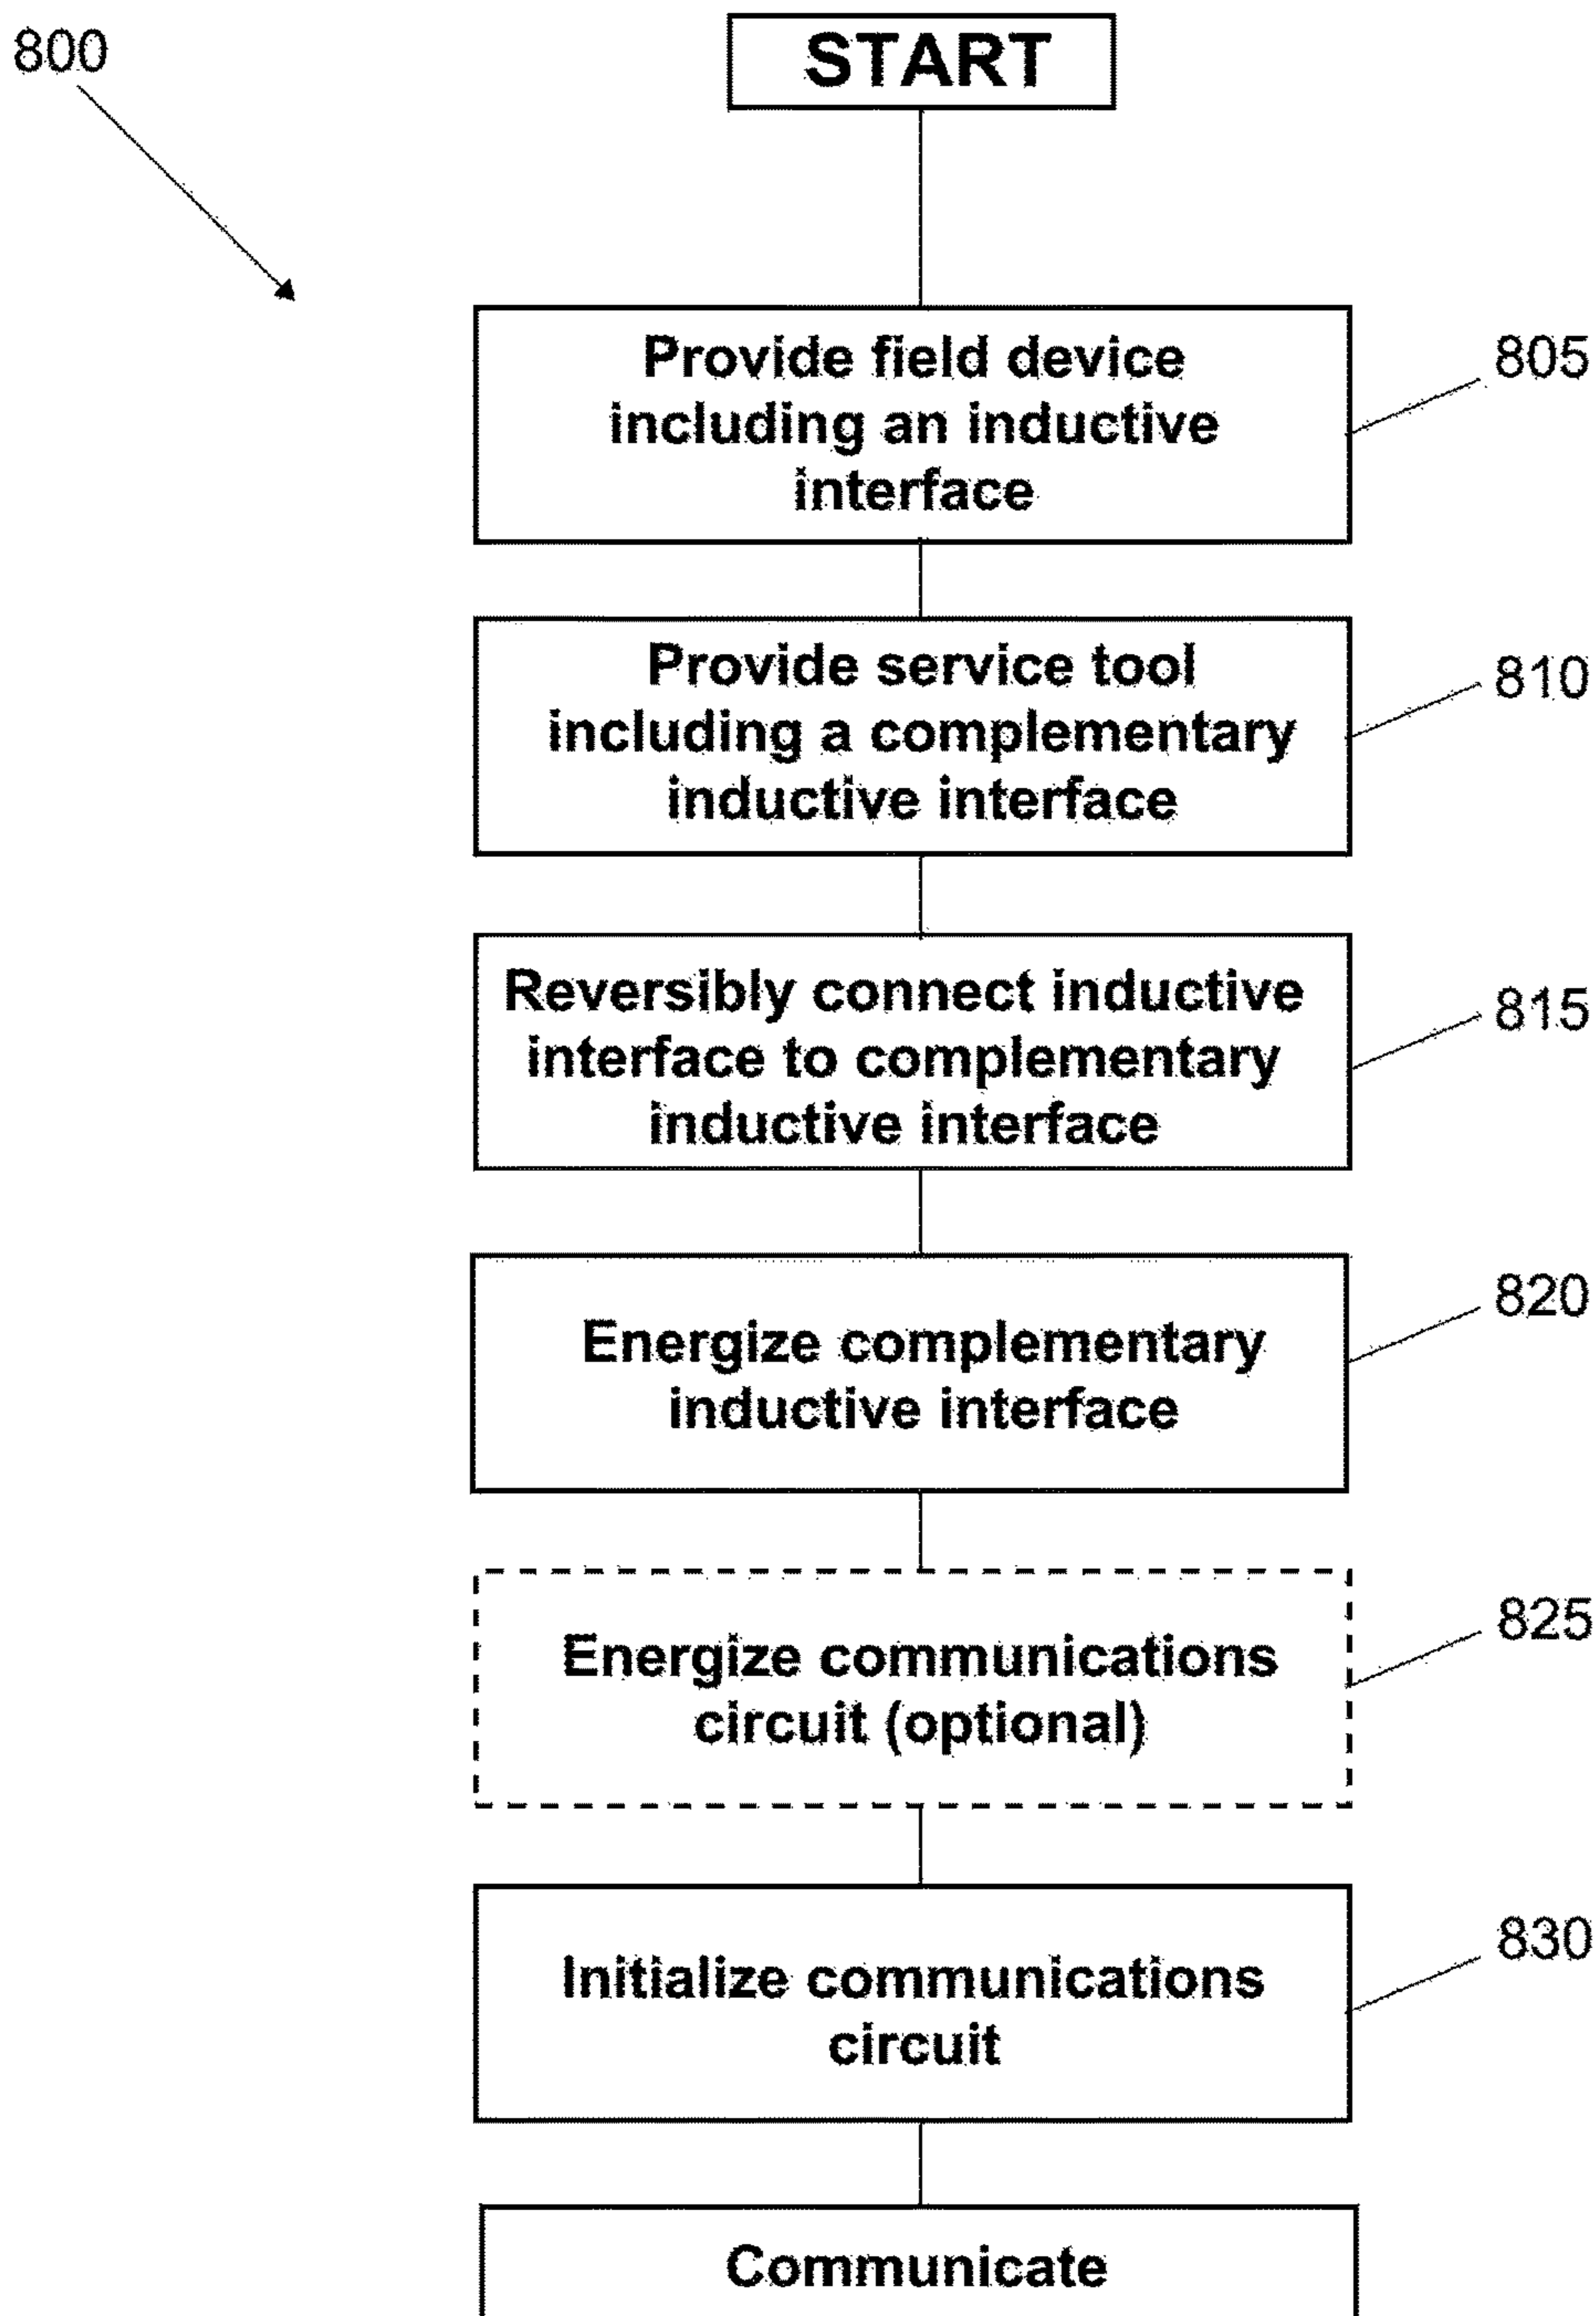 800
START
Provide field device
including an inductive
interface
805
Provide service tool
including a complementary
inductive interface
810
Reversibly connect inductive
interface to complementary
inductive interface
815
Energize complementary
inductive interface
820
Energize communications
circuit (optional)
825
Initialize communications
circuit
830
Communicate